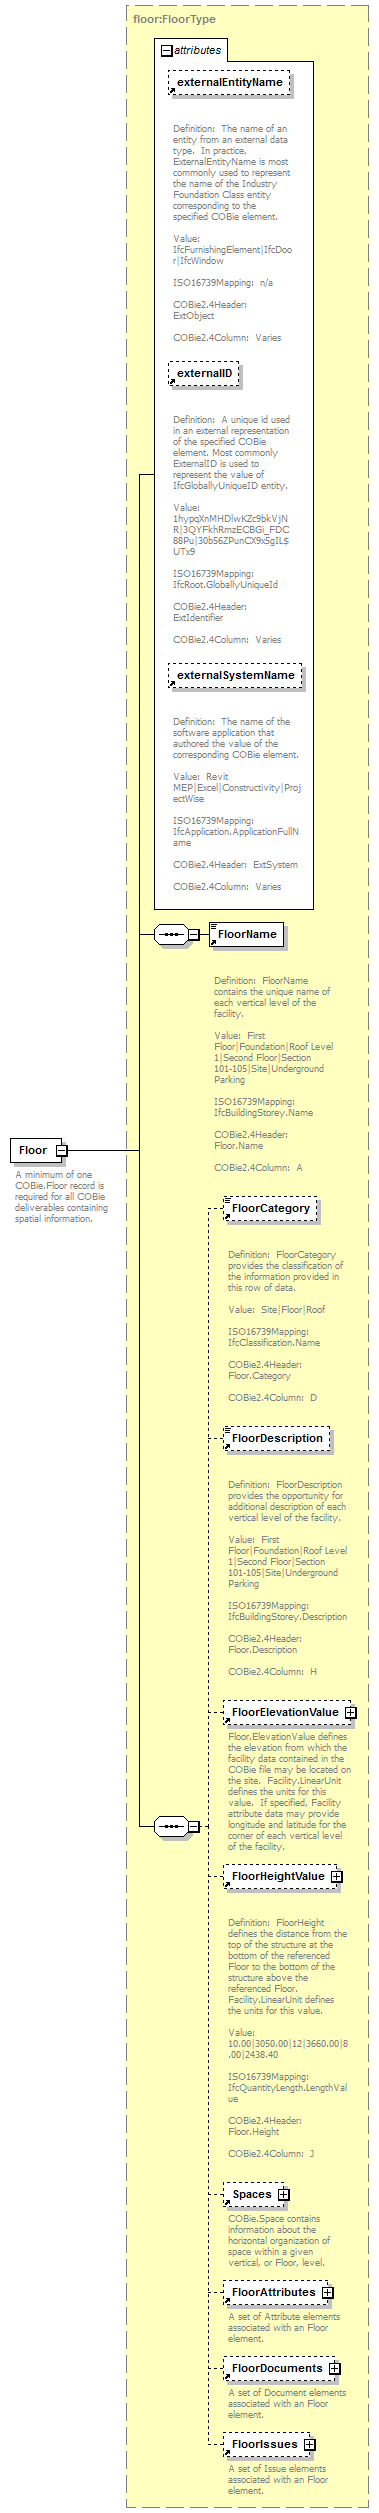 floor:FloorType
attributes
externalEntityName
Definition:  The name of an
entity from an external data
type.  In practice,
ExternalEntityName is most
commonly used to represent
the name of the Industry
Foundation Class entity
corresponding to the
specified COBie element.
Value:
IfcFurnishingElement|IfcDoo
r|IfcWindow
ISO16739Mapping:  n/a
COBie2.4Header:
ExtObject
COBie2.4Column:  Varies
externalID
Definition:  A unique id used
in an external representation
of the specified COBie
element. Most commonly
ExternalID is used to
represent the value of
IfcGloballyUniqueID entity.
Value:
1hypqXnMHDlwKZc9bkVjN
R|3QYFkhRmzECBGi_FDC
88Pu|30b56ZPunCX9x5gIL$
UTx9
ISO16739Mapping:
IfcRoot.GloballyUniqueId
COBie2.4Header:
ExtIdentifier
COBie2.4Column:  Varies
externalSystemName
Definition:  The name of the
software application that
authored the value of the
corresponding COBie element.
Value:  Revit
MEP|Excel|Constructivity|Proj
ectWise
ISO16739Mapping:
IfcApplication.ApplicationFullN
ame
COBie2.4Header:  ExtSystem
COBie2.4Column:  Varies
FloorName
Definition:  FloorName
contains the unique name of
each vertical level of the
facility.
Value:  First
Floor|Foundation|Roof Level
1|Second Floor|Section
101-105|Site|Underground
Parking
ISO16739Mapping:
IfcBuildingStorey.Name
COBie2.4Header:
Floor.Name
COBie2.4Column:  A
Floor
A minimum of one
COBie.Floor record is
required for all COBie
deliverables containing
spatial information.
FloorCategory
Definition:  FloorCategory
provides the classification of
the information provided in
this row of data.
Value:  Site|Floor|Roof
ISO16739Mapping:
IfcClassification.Name
COBie2.4Header:
Floor.Category
COBie2.4Column:  D
FloorDescription
Definition:  FloorDescription
provides the opportunity for
additional description of each
vertical level of the facility.
Value:  First
Floor|Foundation|Roof Level
1|Second Floor|Section
101-105|Site|Underground
Parking
ISO16739Mapping:
IfcBuildingStorey.Description
COBie2.4Header:
Floor.Description
COBie2.4Column:  H
FloorElevationValue
Floor.ElevationValue defines
the elevation from which the
facility data contained in the
COBie file may be located on
the site.  Facility.LinearUnit
defines the units for this
value.  If specified, Facility
attribute data may provide
longitude and latitude for the
corner of each vertical level
of the facility.
FloorHeightValue
Definition:  FloorHeight
defines the distance from the
top of the structure at the
bottom of the referenced
Floor to the bottom of the
structure above the
referenced Floor.
Facility.LinearUnit defines
the units for this value.
Value:
10.00|3050.00|12|3660.00|8
.00|2438.40
ISO16739Mapping:
IfcQuantityLength.LengthVal
ue
COBie2.4Header:
Floor.Height
COBie2.4Column:  J
Spaces
COBie.Space contains
information about the
horizontal organization of
space within a given
vertical, or Floor, level.
FloorAttributes
A set of Attribute elements
associated with an Floor
element.
FloorDocuments
A set of Document elements
associated with an Floor
element.
FloorIssues
A set of Issue elements
associated with an Floor
element.